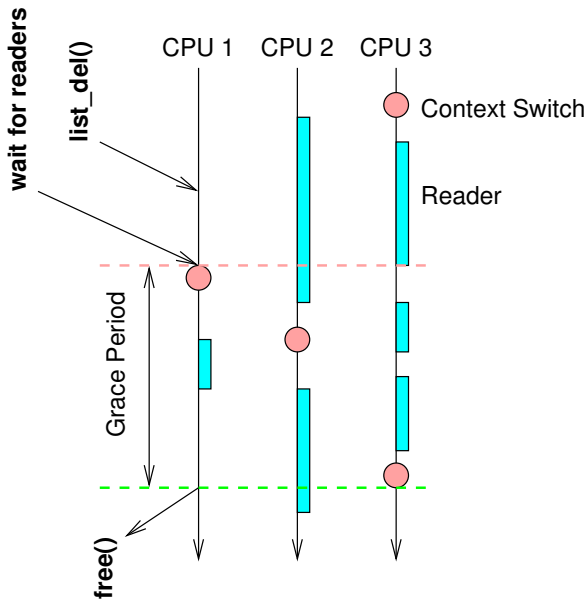 CPU 1
CPU 2
CPU 3
wait for readers
list_del()
Context Switch
Reader
Grace Period
free()